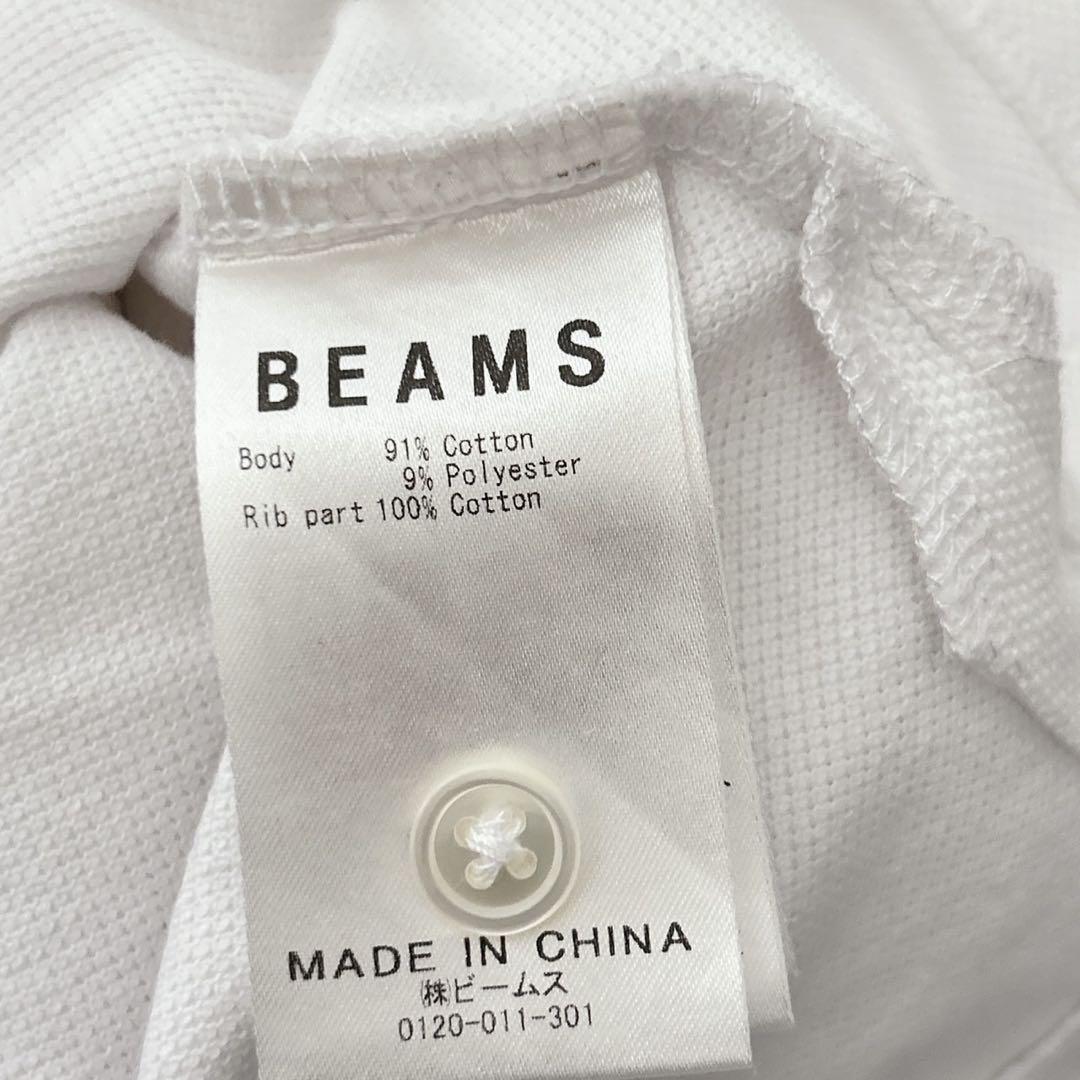 BEAMS
Body 91% Cotton
9% Polyester
Rib part 100% Cotton
MADE IN CHINA
㈱ビームス
0120-011-301